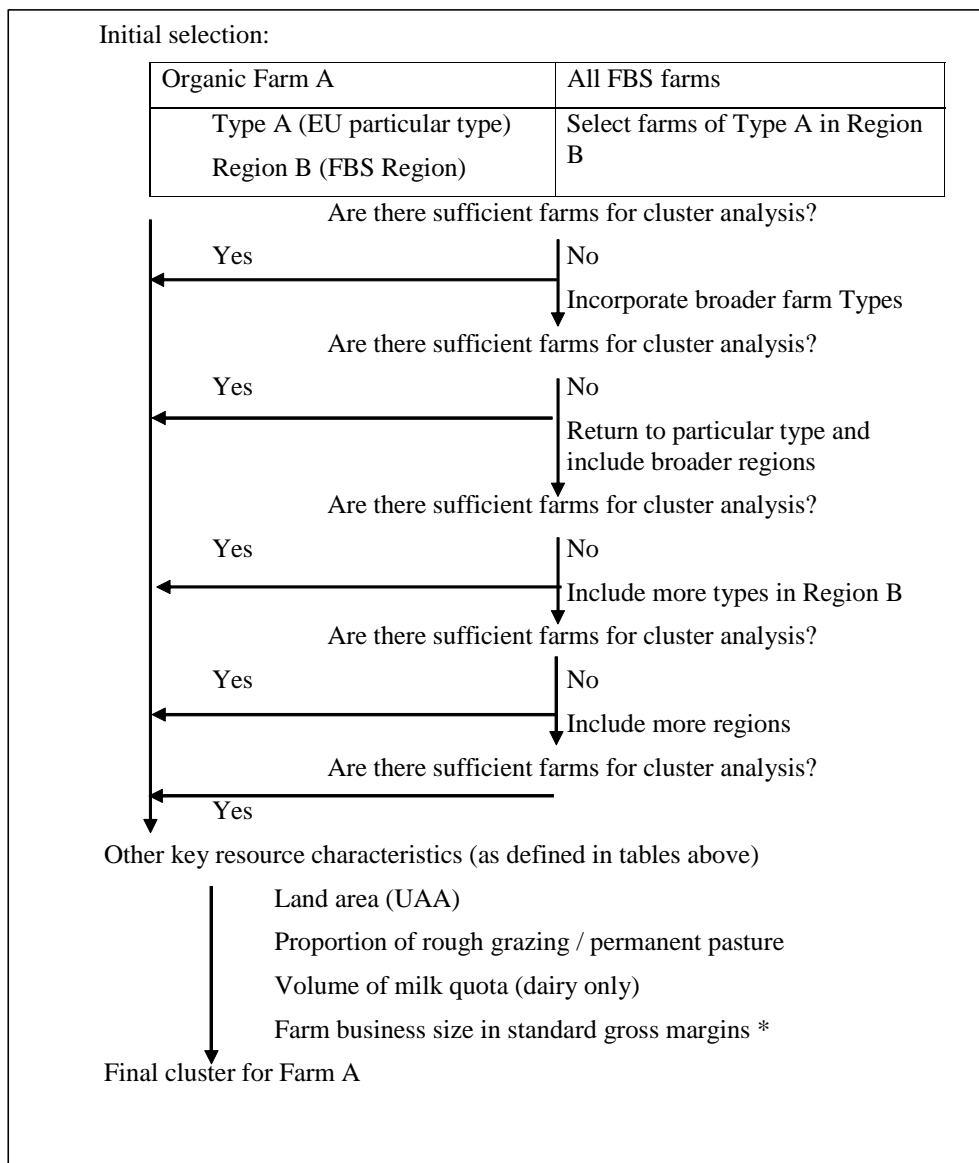 Initial selection:
Organic Farm A
All FBS farms
Type A (EU particular type)
Region B (FBS Region)
Select farms of Type A in Region
B
Are there sufficient farms for cluster analysis?
Yes
No
Incorporate broader farm Types
Are there sufficient farms for cluster analysis?
Yes
No
Return to particular type and
include broader regions
Are there sufficient farms for cluster analysis?
Yes
No
Include more types in Region B
Are there sufficient farms for cluster analysis?
Yes
No
Include more regions
Are there sufficient farms for cluster analysis?
Yes
Other key resource characteristics (as defined in tables above)
Land area (UAA)
Proportion of rough grazing / permanent pasture
Volume of milk quota (dairy only)
Farm business size in standard gross margins *
Final cluster for Farm A